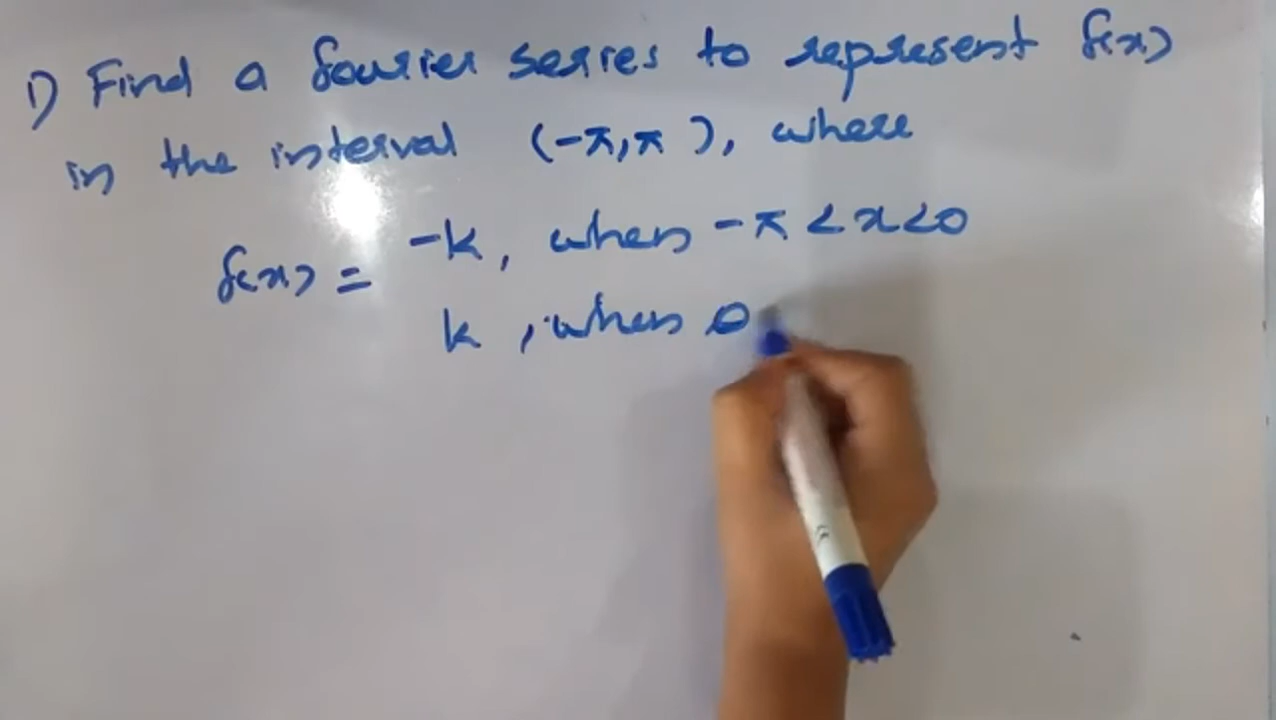 1) Find a fourier series to represent f(x)
in the interval (-π,π), where
f(x) = -k, when -π<x<0
k, when 0